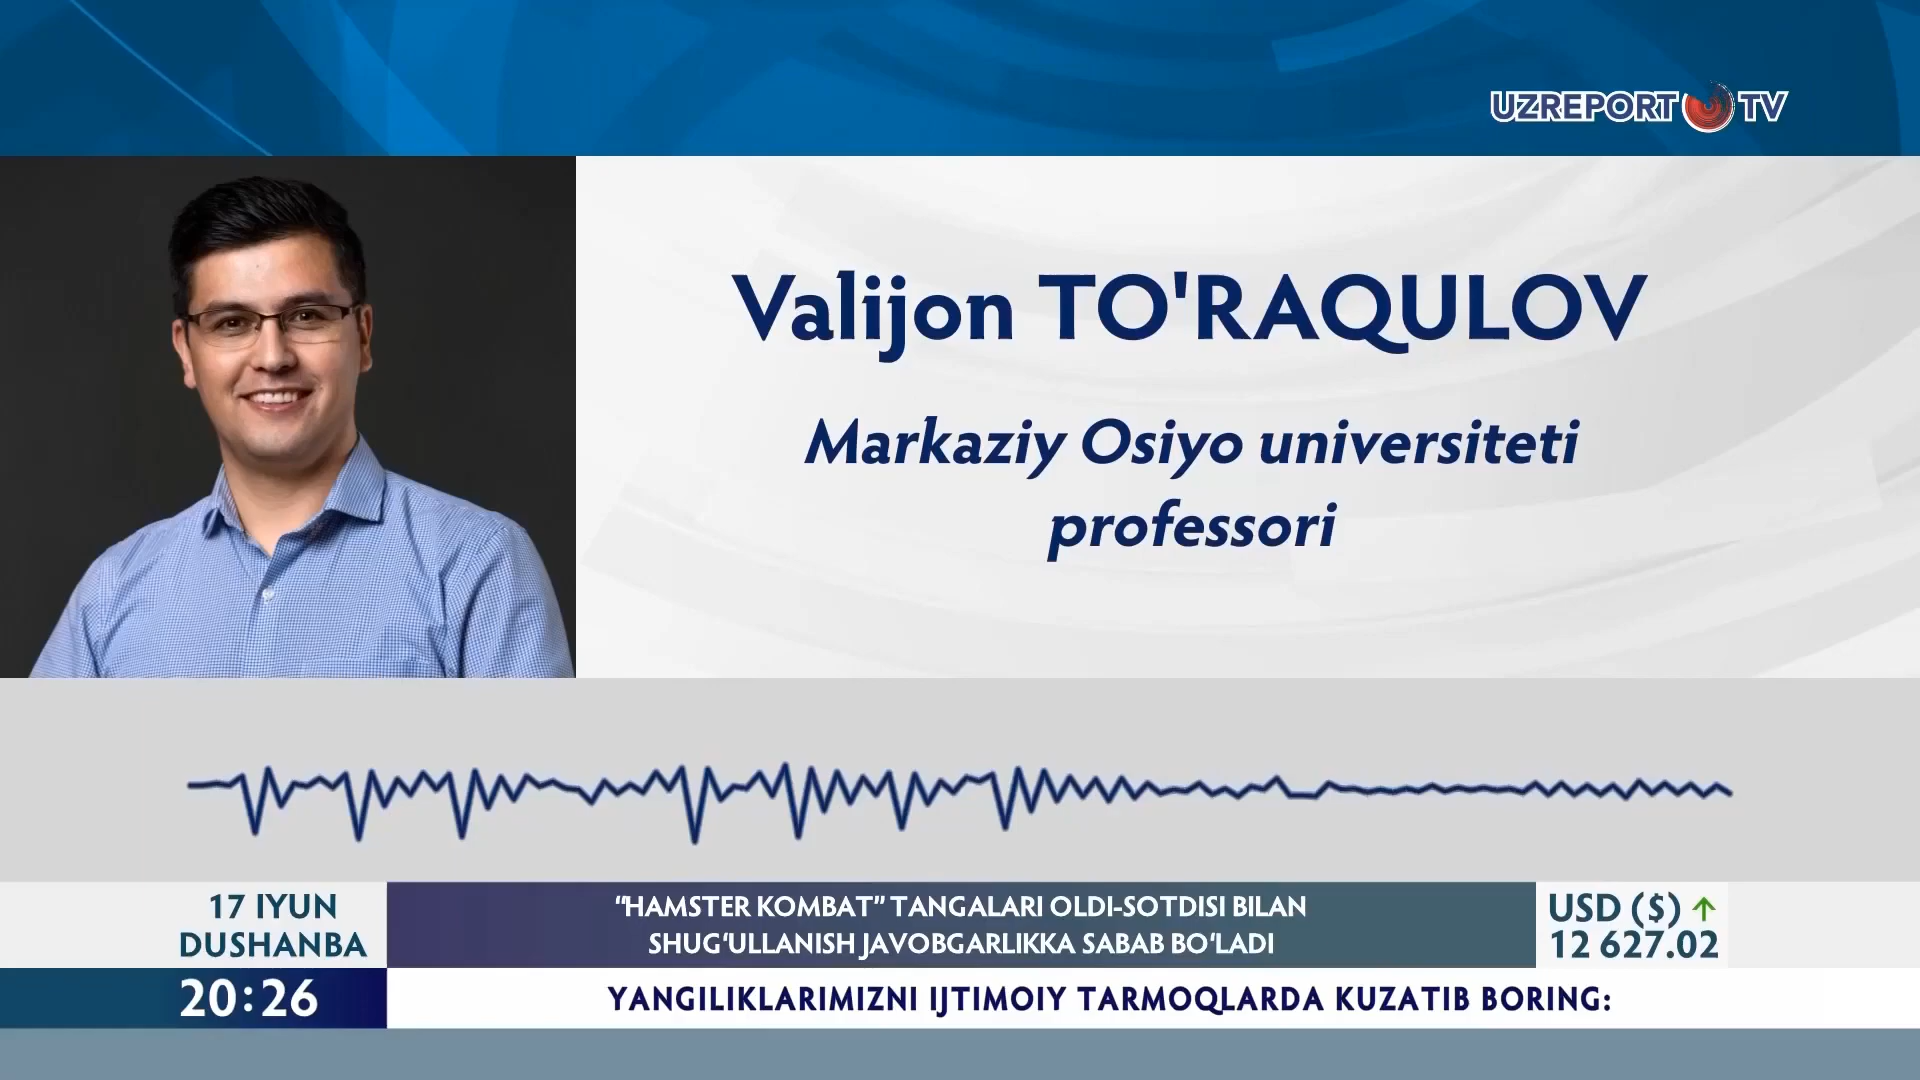 UZREPORT TV
Valijon TO'RAQULOV
Markaziy Osiyo universiteti
professori
17 IYUN
DUSHANBA
“HAMSTER KOMBAT” TANGALARI OLDI-SOTDISI BILAN
SHUG‘ULLANISH JAVOBGARLIKKA SABAB BO‘LADI
USD ($) ↑
12 627.02
20:26
YANGILIKLARIMIZNI IJTIMOIY TARMOQLARDA KUZATIB BORING: